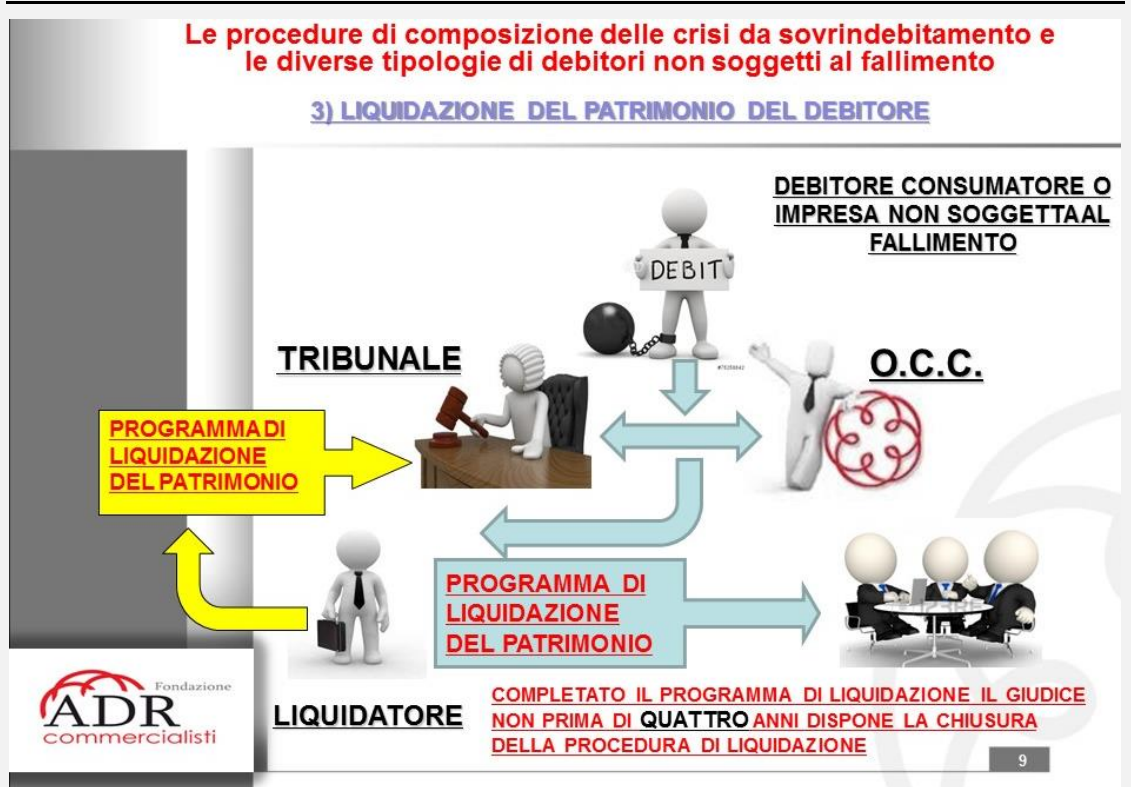 Le procedure di composizione delle crisi da sovrindebitamento e
le diverse tipologie di debitori non soggetti al fallimento
3) LIQUIDAZIONE DEL PATRIMONIO DEL DEBITORE
DEBITORE CONSUMATORE O
IMPRESA NON SOGGETTAAL
FALLIMENTO
DEBIT
TRIBUNALE
O.C.C.
PROGRAMMADI
LIQUIDAZIONE
DEL PATRIMONIO
PROGRAMMA DI
LIQUIDAZIONE
DEL PATRIMONIO
LIQUIDATORE
COMPLETATO IL PROGRAMMA DI LIQUIDAZIONE IL GIUDICE
NON PRIMA DI QUATTRO ANNI DISPONE LA CHIUSURA
DELLA PROCEDURA DI LIQUIDAZIONE
Fondazione
ADR
commercialisti
9